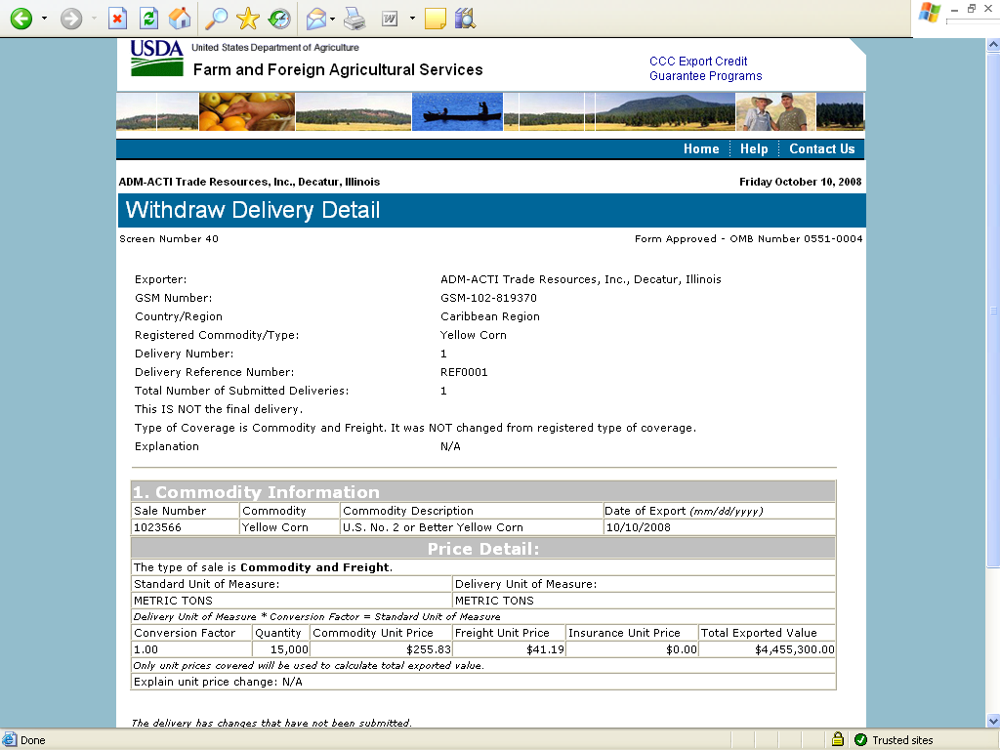 USDA United States Department of Agriculture
Farm and Foreign Agricultural Services
CCC Export Credit
Guarantee Programs
Home Help Contact Us
ADM-ACTI Trade Resources, Inc., Decatur, Illinois Friday October 10, 2008
Withdraw Delivery Detail
Screen Number 40 Form Approved - OMB Number 0551-0004
Exporter: ADM-ACTI Trade Resources, Inc., Decatur, Illinois
GSM Number: GSM-102-819370
Country/Region Caribbean Region
Registered Commodity/Type: Yellow Corn
Delivery Number: 1
Delivery Reference Number: REF0001
Total Number of Submitted Deliveries: 1
This IS NOT the final delivery.
Type of Coverage is Commodity and Freight. It was NOT changed from registered type of coverage.
Explanation N/A
1. Commodity Information
Sale Number Commodity Commodity Description Date of Export (mm/dd/yyyy)
1023566 Yellow Corn U.S. No. 2 or Better Yellow Corn 10/10/2008
Price Detail:
The type of sale is Commodity and Freight.
Standard Unit of Measure: Delivery Unit of Measure:
METRIC TONS METRIC TONS
Delivery Unit of Measure * Conversion Factor = Standard Unit of Measure
Conversion Factor Quantity Commodity Unit Price Freight Unit Price Insurance Unit Price Total Exported Value
1.00 15,000 $255.83 $41.19 $0.00 $4,455,300.00
Only unit prices covered will be used to calculate total exported value.
Explain unit price change: N/A
The delivery has changes that have not been submitted.
Done Trusted sites